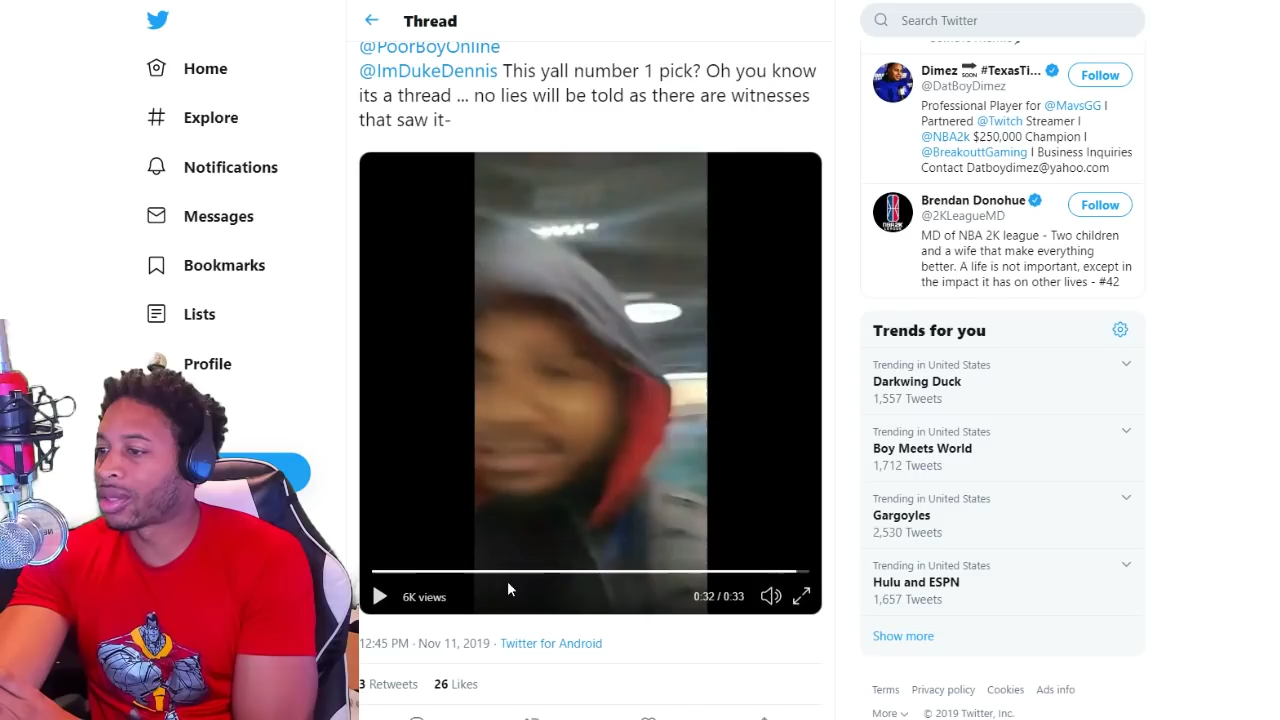 Home
Explore
Notifications
Messages
Bookmarks
Lists
Profile
Thread
@PoorBoyOnline
@ImDukeDennis This yall number 1 pick? Oh you know
its a thread ... no lies will be told as there are witnesses
that saw it-
6K views
0:32 / 0:33
12:45 PM · Nov 11, 2019 · Twitter for Android
3 Retweets 26 Likes
Search Twitter
Dimez SOON #TexasTi...
@DatBoyDimez
Follow
Professional Player for @MavsGG |
Partnered @Twitch Streamer |
@NBA2k $250,000 Champion |
@BreakouttGaming | Business Inquiries
Contact Datboydimez@yahoo.com
Brendan Donohue
@2KLeagueMD
Follow
MD of NBA 2K league - Two children
and a wife that make everything
better. A life is not important, except in
the impact it has on other lives - #42
Trends for you
Trending in United States
Darkwing Duck
1,557 Tweets
Trending in United States
Boy Meets World
1,712 Tweets
Trending in United States
Gargoyles
2,530 Tweets
Trending in United States
Hulu and ESPN
1,657 Tweets
Show more
Terms Privacy policy Cookies Ads info
More © 2019 Twitter, Inc.